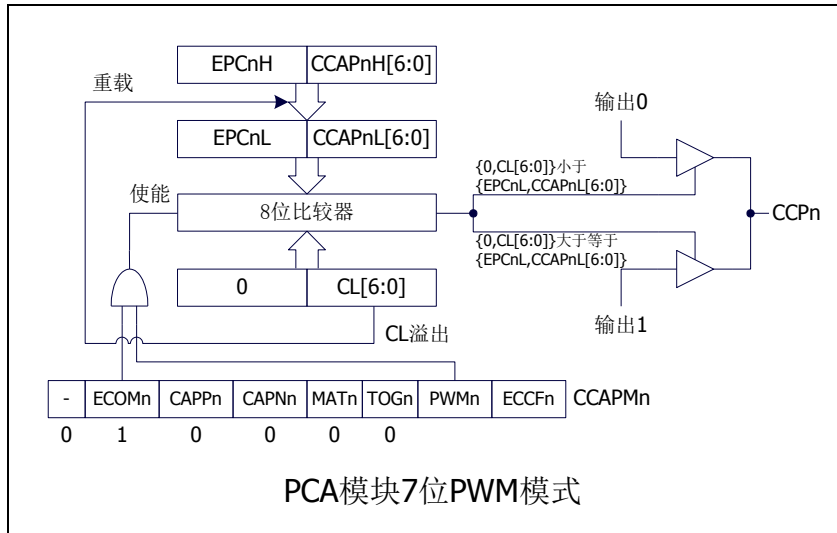 EPCnH CCAPnH[6:0]
重载
输出0
EPCnL CCAPnL[6:0]
{0,CL[6:0]}小于
{EPCnL,CCAPnL[6:0]}
使能
8位比较器
CCPn
{0,CL[6:0]}大于等于
{EPCnL,CCAPnL[6:0]}
0 CL[6:0]
输出1
CL溢出
- ECOMn CAPPn CAPNn MATn TOGn PWMn ECCFn CCAPMn
0 1 0 0 0 0
PCA模块7位PWM模式